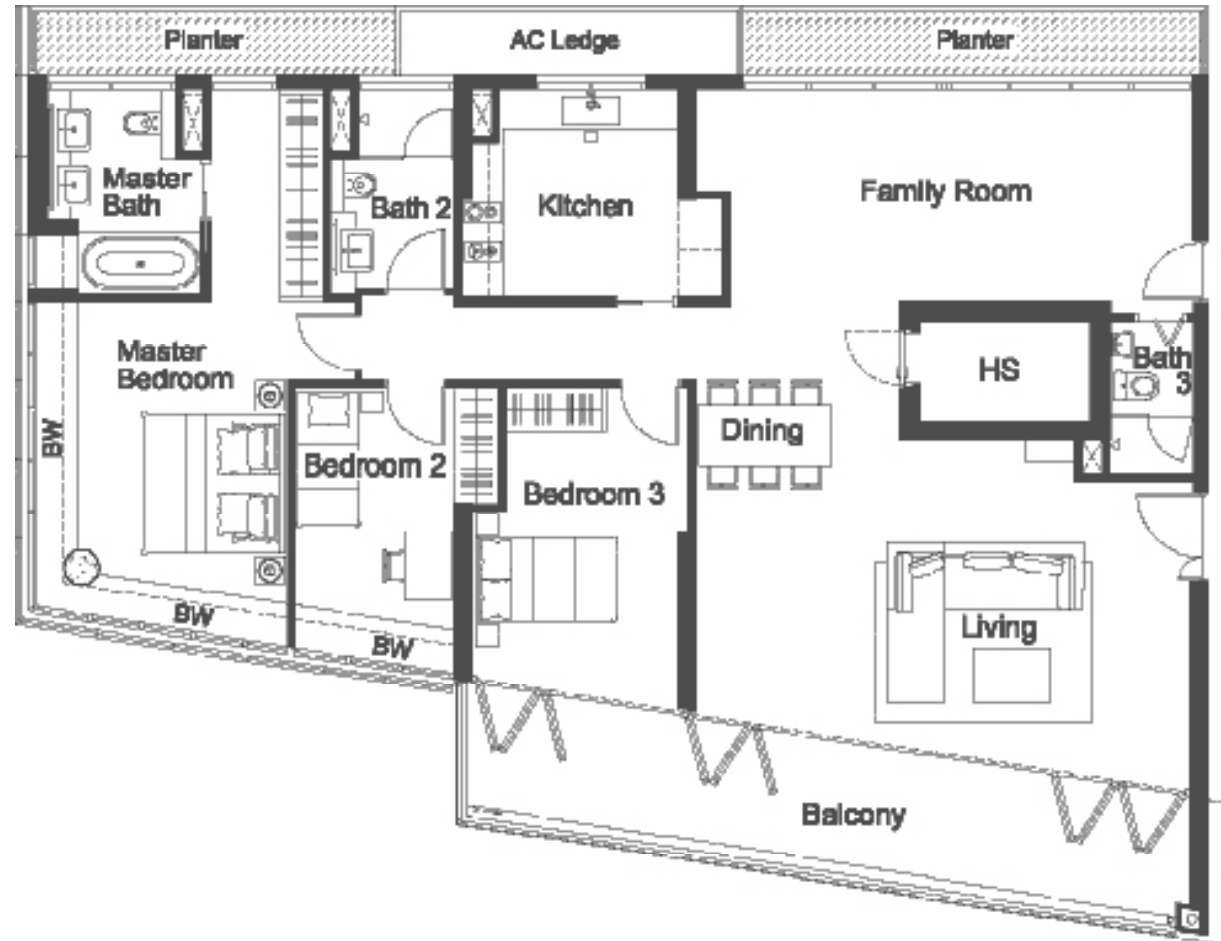 Planter
AC Ledge
Planter
Master
Bath
Bath 2
Kitchen
Family Room
Master
Bedroom
HS
Bath
3
BW
Dining
Bedroom 2
Bedroom 3
BW
Living
BW
Balcony